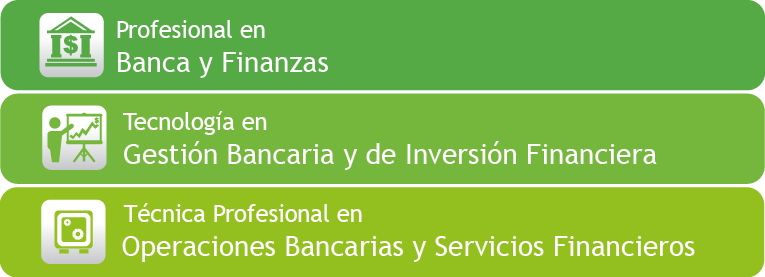 Profesional en
Banca y Finanzas
Tecnología en
Gestión Bancaria y de Inversión Financiera
Técnica Profesional en
Operaciones Bancarias y Servicios Financieros